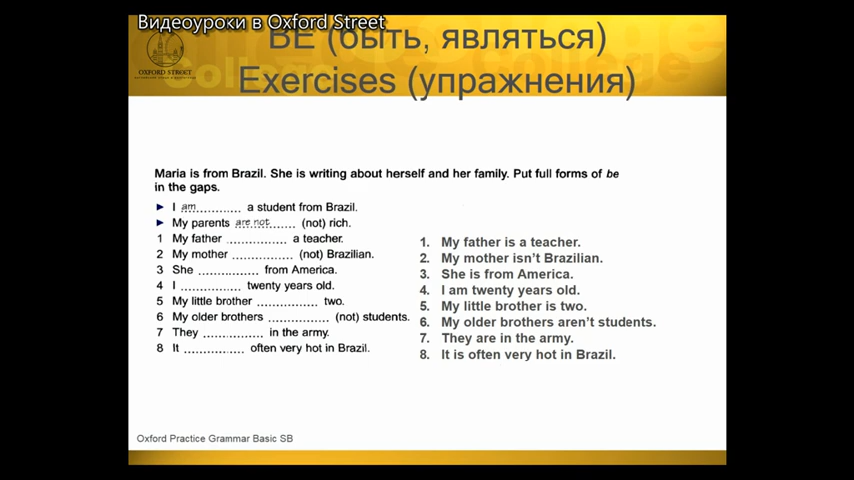 Видеоуроки в Oxford Street
BE (быть, являться)
OXFORD STREET
College
college
Exercises (упражнения)
Maria is from Brazil. She is writing about herself and her family. Put full forms of be
in the gaps.
► I am............. a student from Brazil.
► My parents are not....... (not) rich.
1 My father ............... a teacher.
2 My mother ............... (not) Brazilian.
3 She ............... from America.
4 I ............... twenty years old.
5 My little brother ............... two.
6 My older brothers ............... (not) students.
7 They ............... in the army.
8 It ............... often very hot in Brazil.
1. My father is a teacher.
2. My mother isn't Brazilian.
3. She is from America.
4. I am twenty years old.
5. My little brother is two.
6. My older brothers aren't students.
7. They are in the army.
8. It is often very hot in Brazil.
Oxford Practice Grammar Basic SB